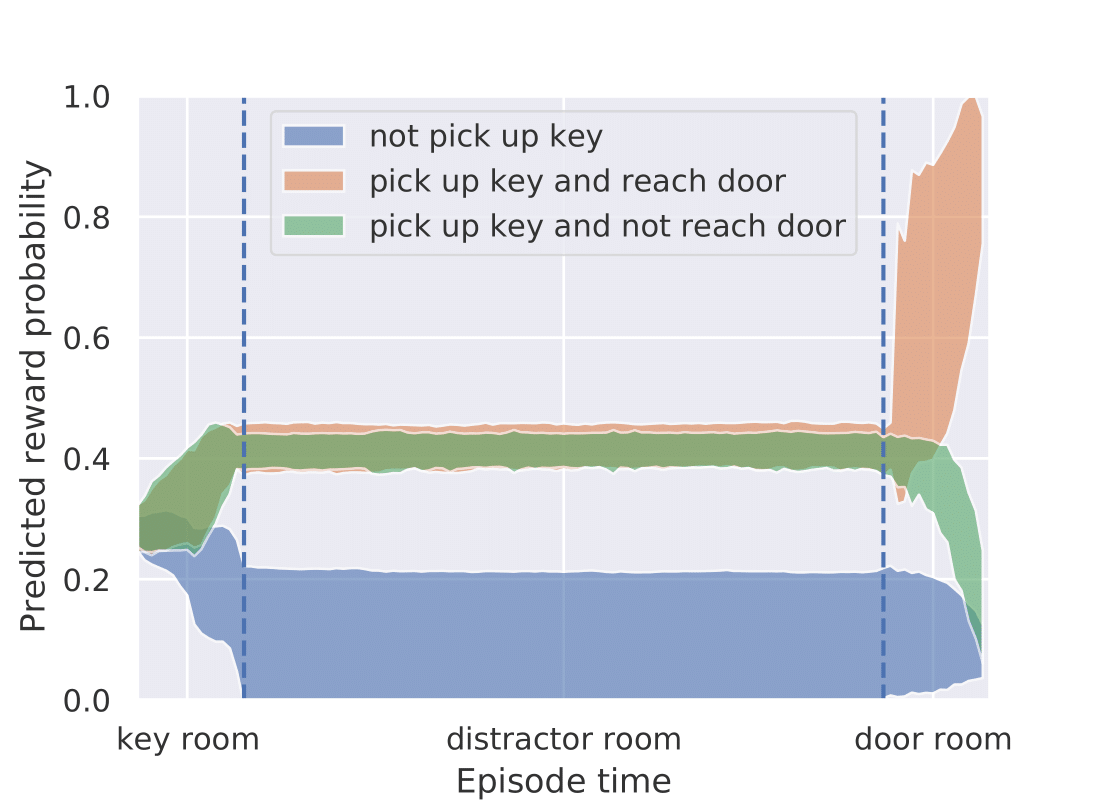 1.0
0.8
0.6
0.4
0.2
0.0
Predicted reward probability
not pick up key
pick up key and reach door
pick up key and not reach door
key room
distractor room
door room
Episode time